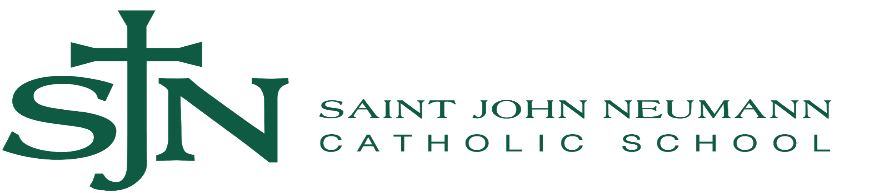 SJN
SAINT JOHN NEUMANN
CATHOLIC SCHOOL